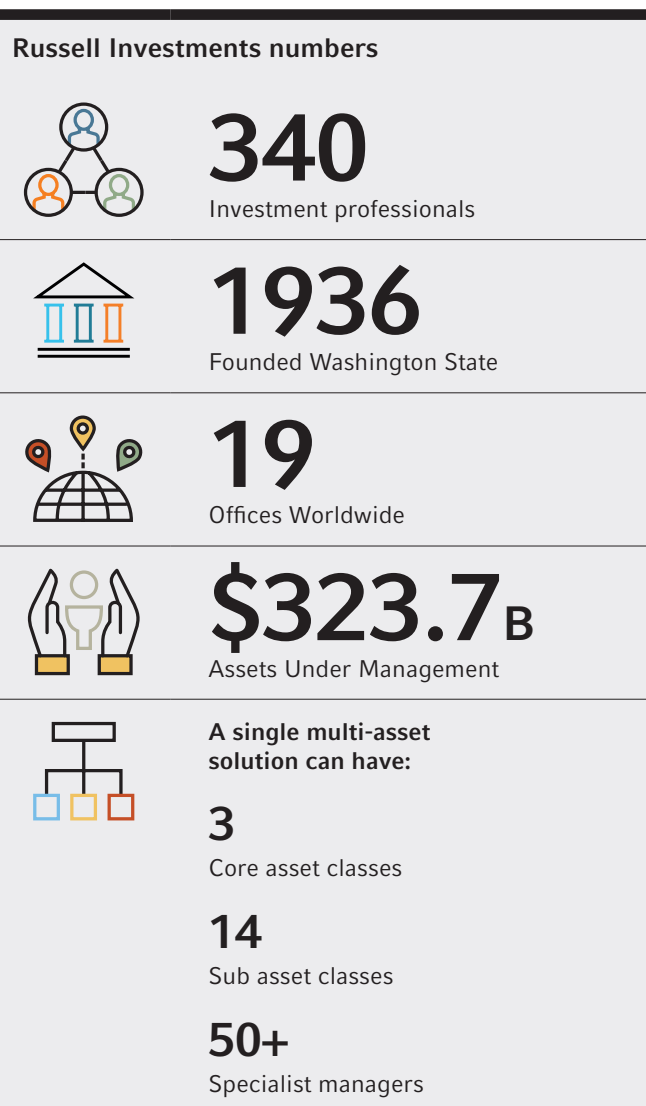 Russell Investments numbers
340
Investment professionals
1936
Founded Washington State
19
Offices Worldwide
$323.7B
Assets Under Management
A single multi-asset
solution can have:
3
Core asset classes
14
Sub asset classes
50+
Specialist managers